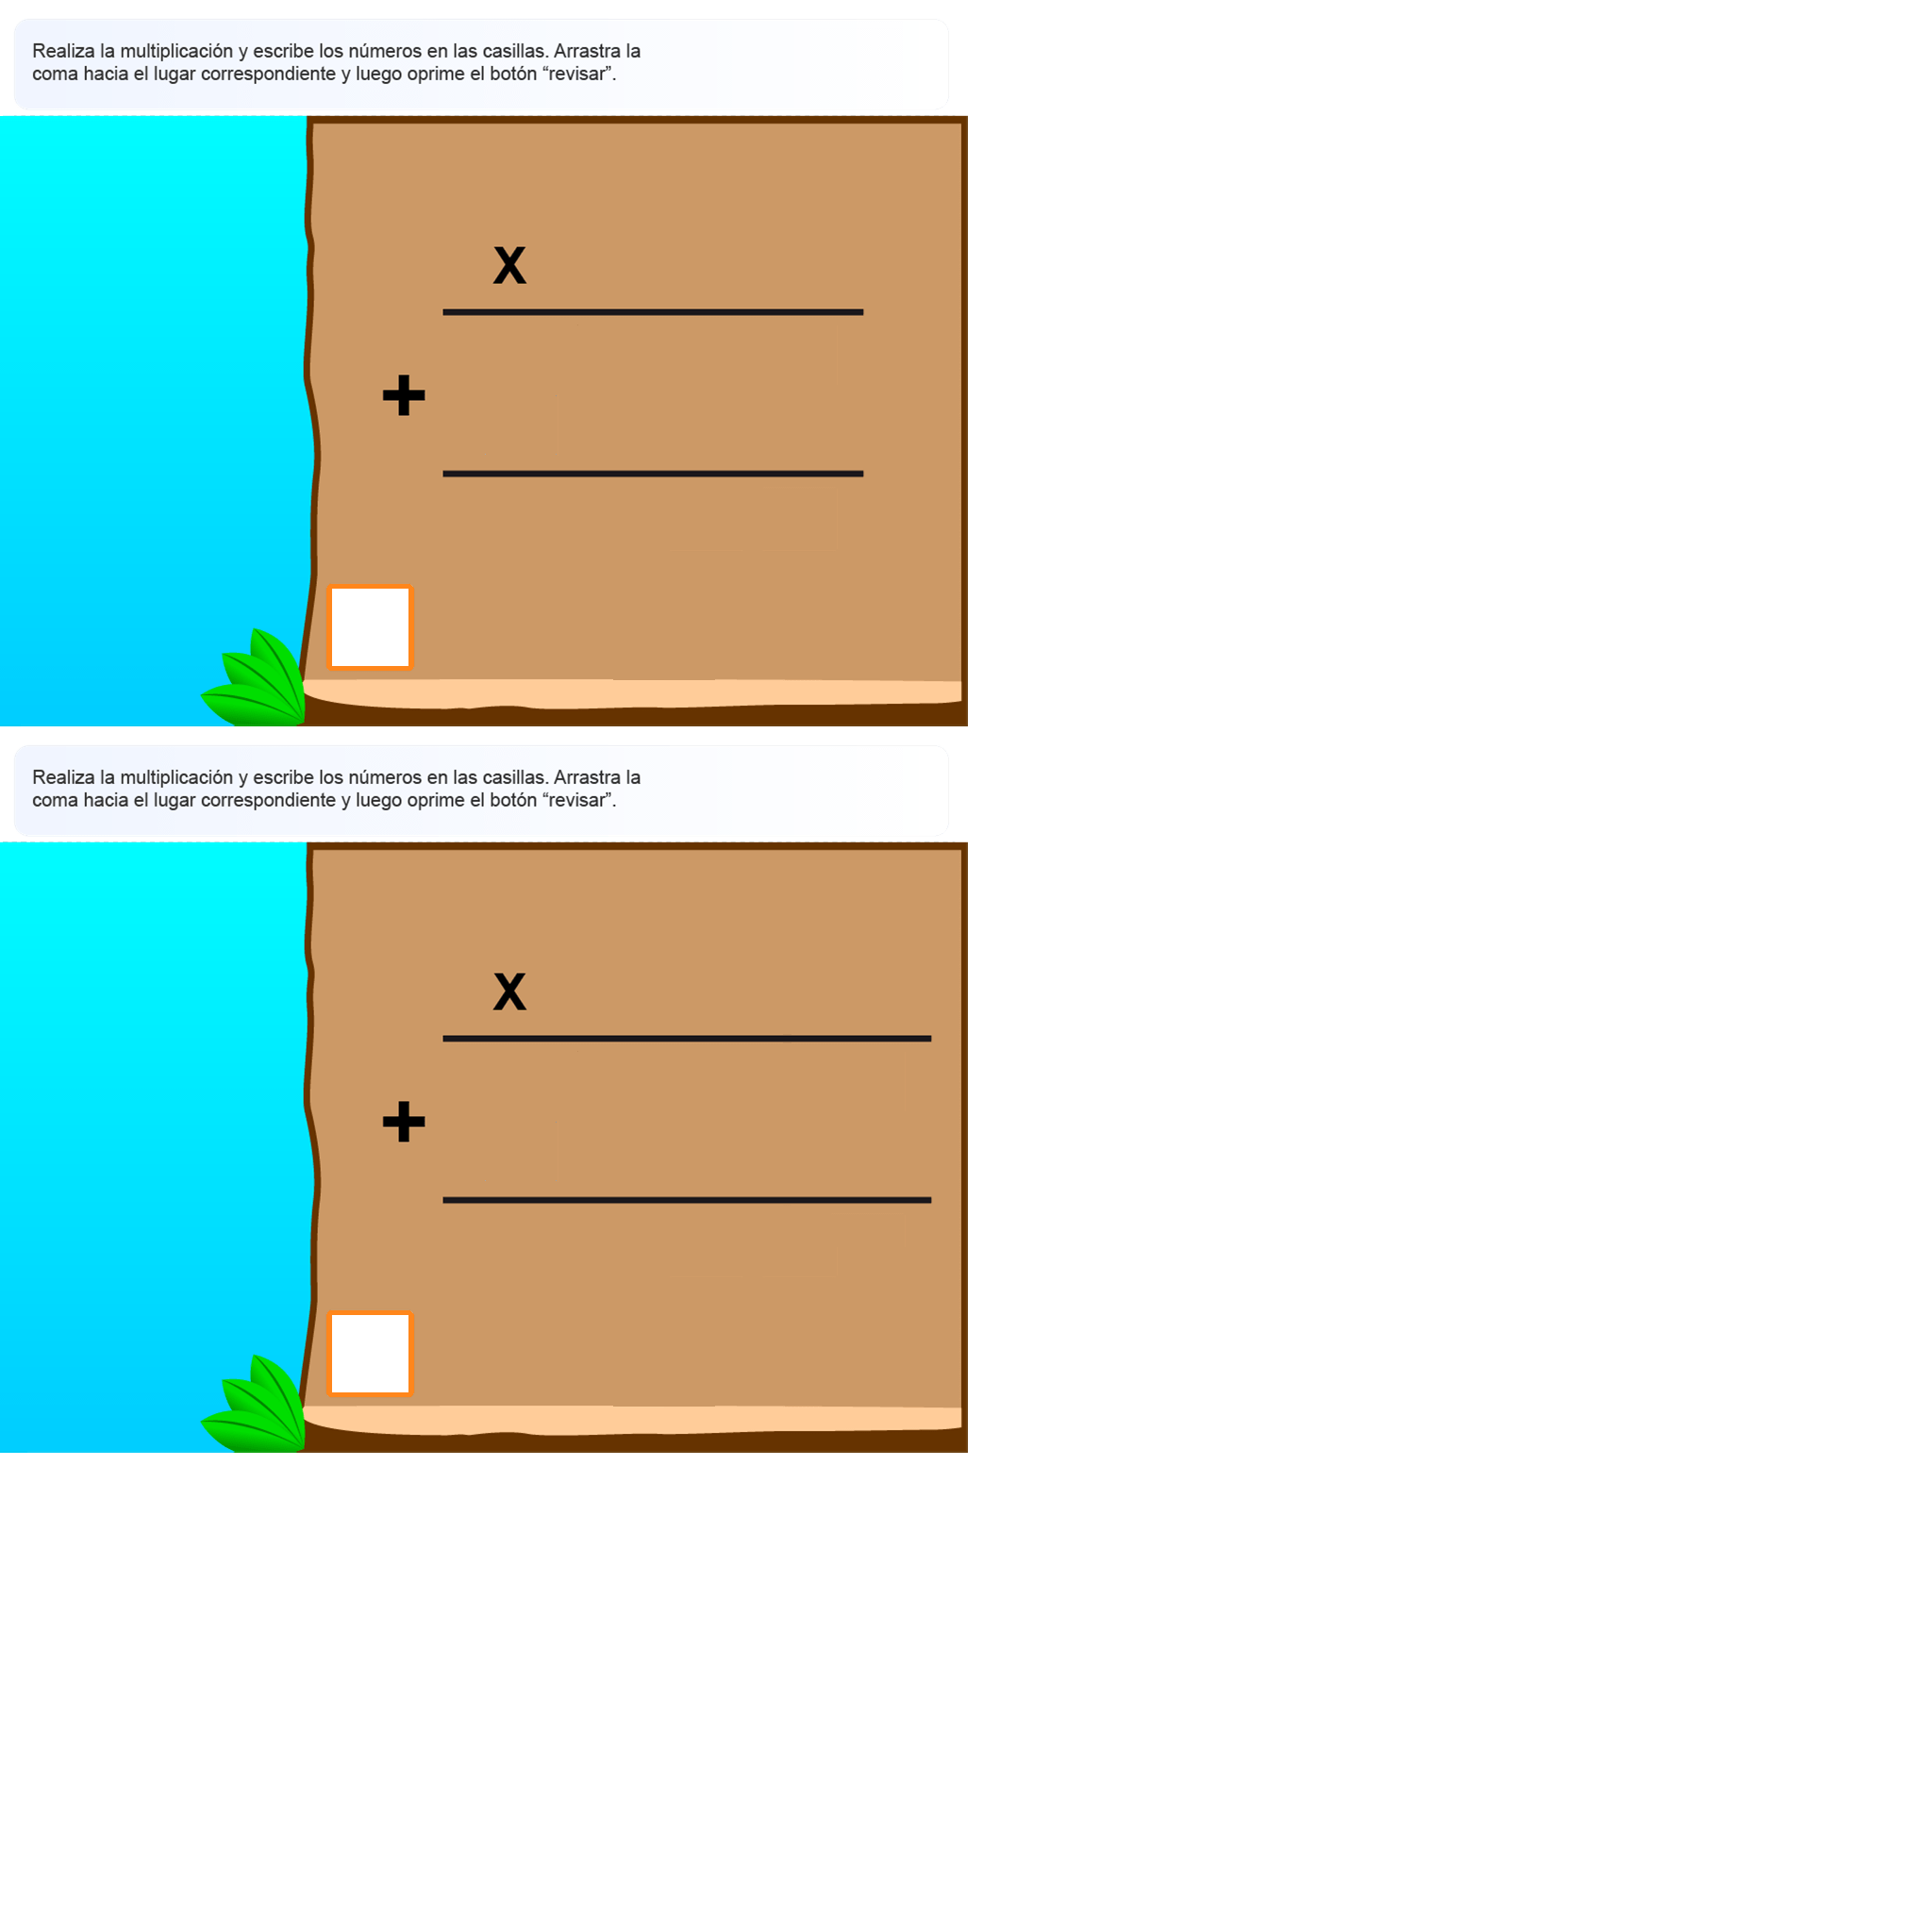 Realiza la multiplicación y escribe los números en las casillas. Arrastra la
coma hacia el lugar correspondiente y luego oprime el botón “revisar”.
x
+
Realiza la multiplicación y escribe los números en las casillas. Arrastra la
coma hacia el lugar correspondiente y luego oprime el botón “revisar”.
x
+